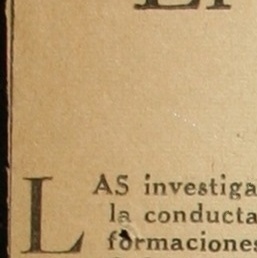 LAS investiga
la conducta
formaciones